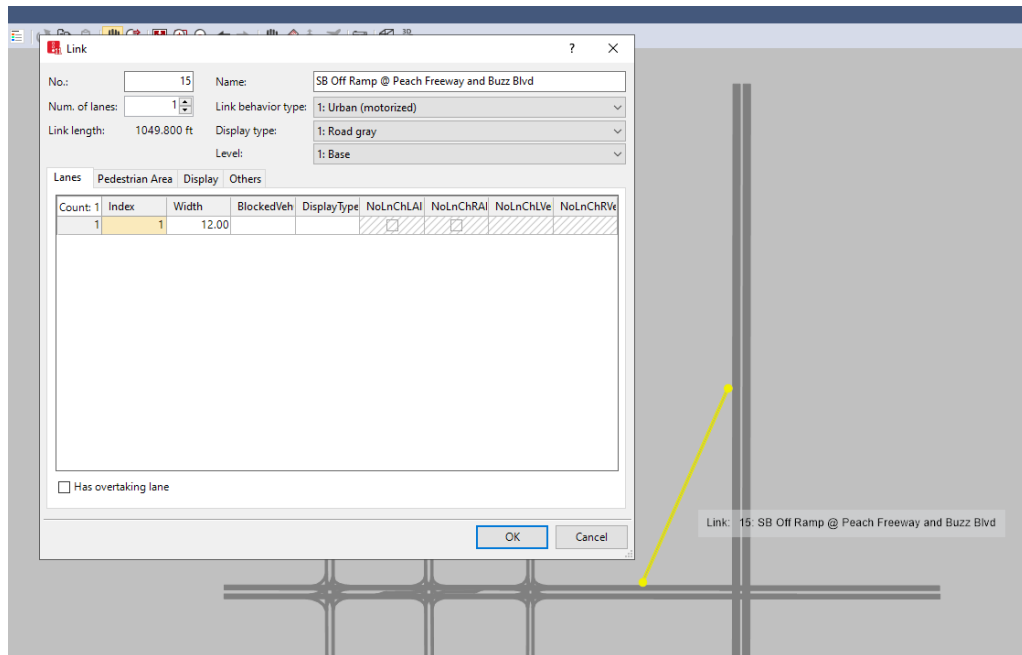 Link ?
No.: 15 Name: SB Off Ramp @ Peach Freeway and Buzz Blvd
Num. of lanes: 1 Link behavior type: 1: Urban (motorized)
Link length: 1049.800 ft Display type: 1: Road gray
Level: 1: Base
Lanes Pedestrian Area Display Others
Count: 1 Index Width BlockedVeh DisplayType NoLnChLAl NoLnChRAl NoLnChLVe NoLnChRVe
1 1 12.00
Link: 15: SB Off Ramp @ Peach Freeway and Buzz Blvd
Has overtaking lane
OK Cancel